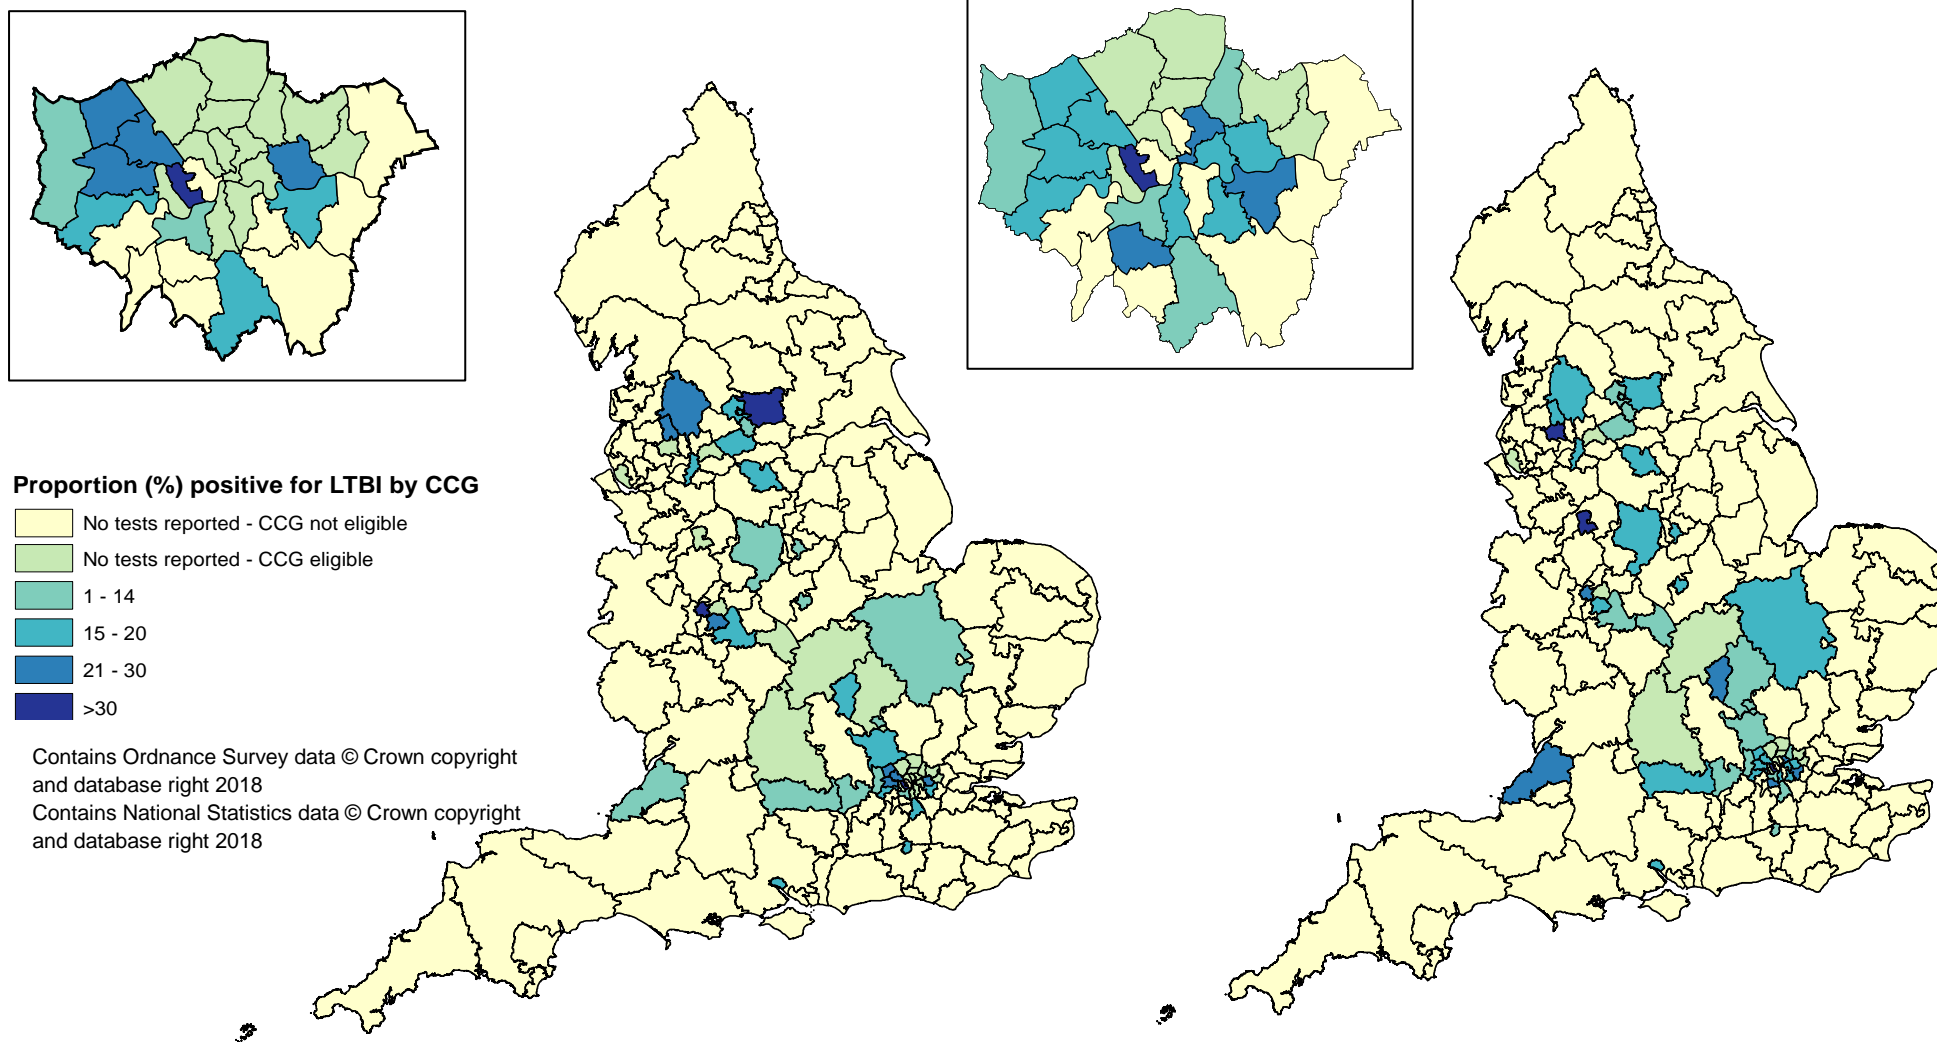 Proportion (%) positive for LTBI by CCG
No tests reported - CCG not eligible
No tests reported - CCG eligible
1 - 14
15 - 20
21 - 30
>30
Contains Ordnance Survey data © Crown copyright
and database right 2018
Contains National Statistics data © Crown copyright
and database right 2018